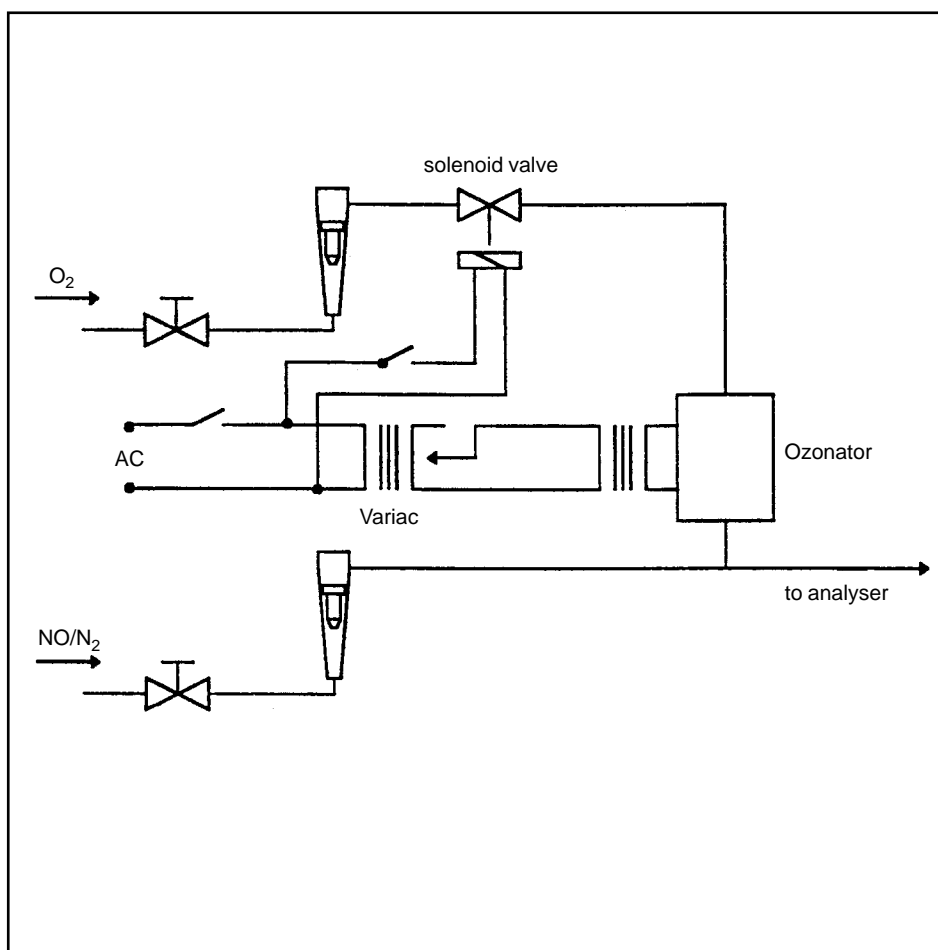 solenoid valve
O₂
AC
Ozonator
Variac
to analyser
NO/N₂